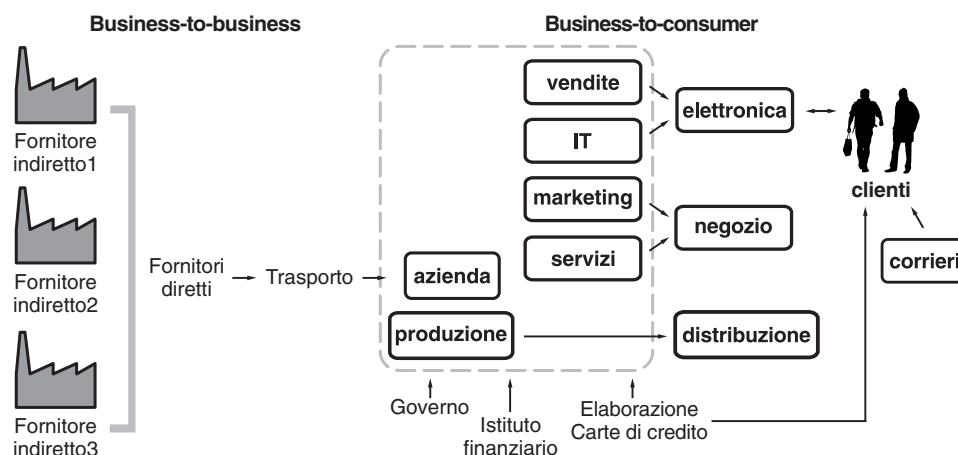 Business-to-business
Business-to-consumer
Fornitore
indiretto1
Fornitore
indiretto2
Fornitore
indiretto3
Fornitori
diretti
Trasporto
azienda
produzione
vendite
IT
marketing
servizi
elettronica
negozio
distribuzione
clienti
corrieri
Governo
Istituto
finanziario
Elaborazione
Carte di credito